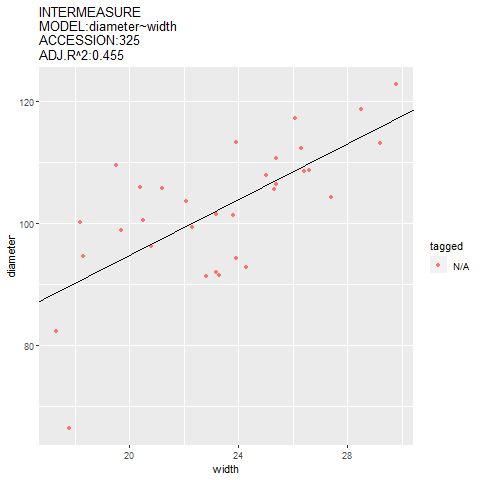 INTERMEASURE
MODEL:diameter~width
ACCESSION:325
ADJ.R^2:0.455
120
100
80
diameter
20
24
28
width
tagged
N/A